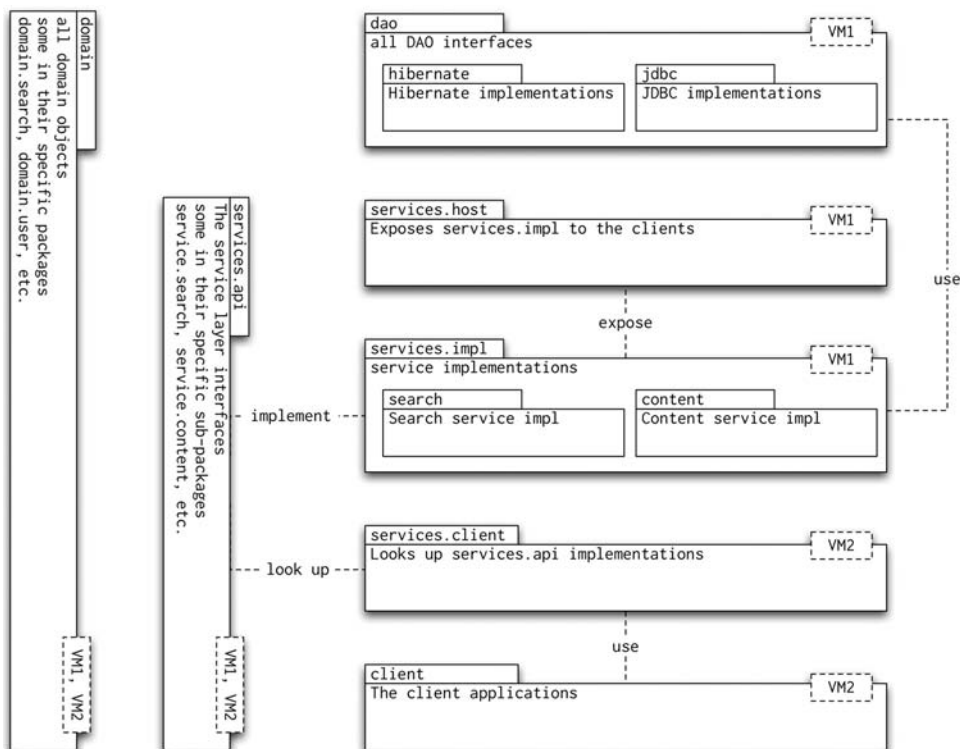 domain
all domain objects
some in their specific packages
domain.search, domain.user, etc.
VM1, VM2
services.api
The service layer interfaces
some in their specific sub-packages
service.search, service.content, etc.
VM1, VM2
dao
VM1
all DAO interfaces
hibernate
Hibernate implementations
jdbc
JDBC implementations
use
services.host
VM1
Exposes services.impl to the clients
expose
services.impl
VM1
service implementations
search
Search service impl
content
Content service impl
implement
services.client
VM2
Looks up services.api implementations
look up
use
client
VM2
The client applications